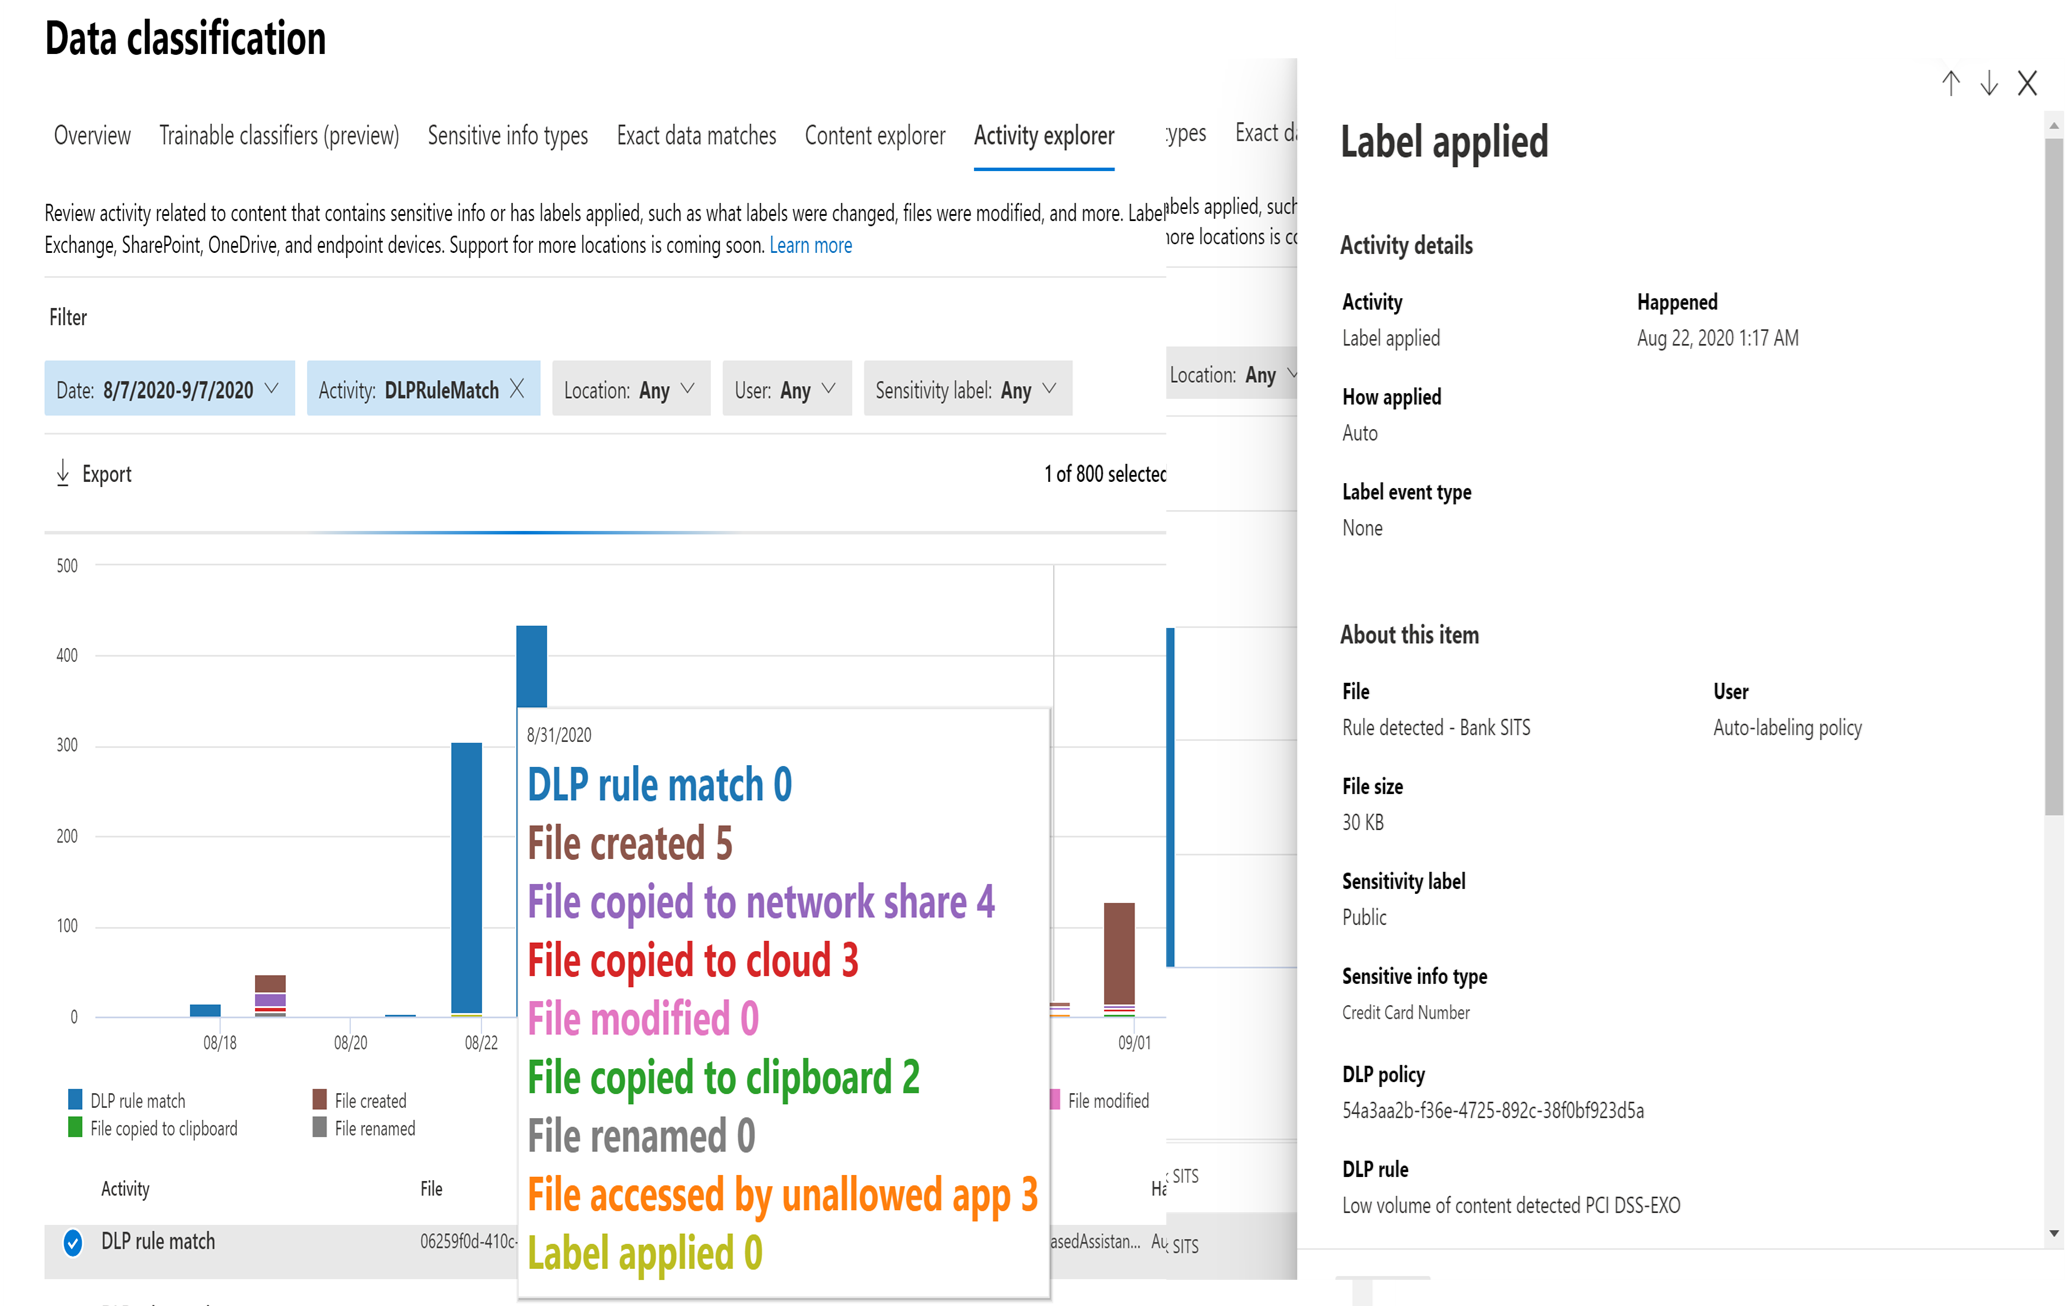 Data classification
Overview Trainable classifiers (preview) Sensitive info types Exact data matches Content explorer Activity explorer
Review activity related to content that contains sensitive info or has labels applied, such as what labels were changed, files were modified, and more. Label
Exchange, SharePoint, OneDrive, and endpoint devices. Support for more locations is coming soon. Learn more
Filter
Date: 8/7/2020-9/7/2020 Activity: DLPRuleMatch Location: Any User: Any Sensitivity label: Any
Export 1 of 800 selected
500
400
300
200
100
0
08/18 08/20 08/22 09/01
8/31/2020
DLP rule match 0
File created 5
File copied to network share 4
File copied to cloud 3
File modified 0
File copied to clipboard 2
File renamed 0
File accessed by unallowed app 3
Label applied 0
DLP rule match File created File modified
File copied to clipboard File renamed
Activity File Ha
DLP rule match 06259f0d-410c- asedAssistan... Au
types Exact da
abels applied, such
more locations is co
Location: Any
SITS
SITS
Label applied
Activity details
Activity Happened
Label applied Aug 22, 2020 1:17 AM
How applied
Auto
Label event type
None
About this item
File User
Rule detected - Bank SITS Auto-labeling policy
File size
30 KB
Sensitivity label
Public
Sensitive info type
Credit Card Number
DLP policy
54a3aa2b-f36e-4725-892c-38f0bf923d5a
DLP rule
Low volume of content detected PCI DSS-EXO